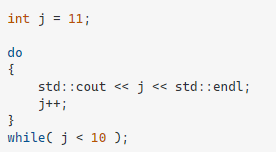 int j = 11;
do
{
    std::cout << j << std::endl;
    j++;
}
while( j < 10 );